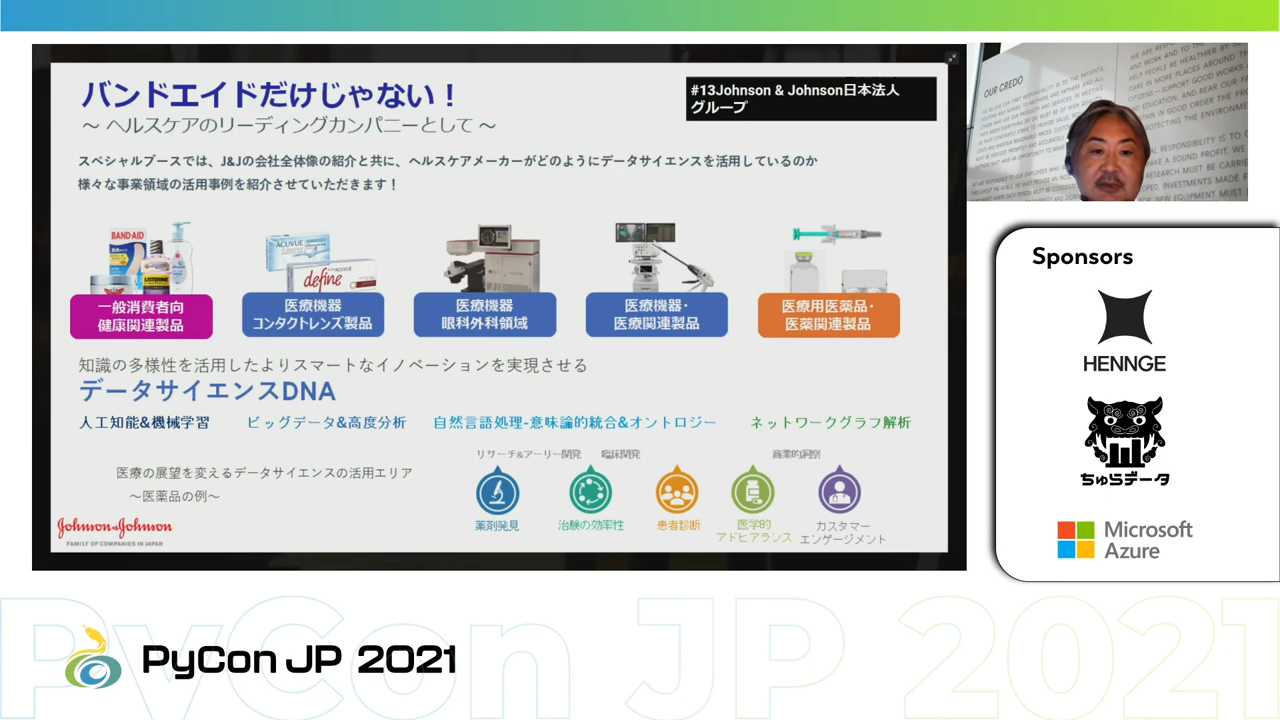 バンドエイドだけじゃない！
～ ヘルスケアのリーディングカンパニーとして ～
#13Johnson & Johnson日本法人
グループ
スペシャルブースでは、J&Jの会社全体像の紹介と共に、ヘルスケアメーカーがどのようにデータサイエンスを活用しているのか
様々な事業領域の活用事例を紹介させていただきます！
BAND-AID
LISTERINE
ACUVUE
define
一般消費者向
健康関連製品
医療機器
コンタクトレンズ製品
医療機器
眼科外科領域
医療機器・
医療関連製品
医療用医薬品・
医薬関連製品
知識の多様性を活用したよりスマートなイノベーションを実現させる
データサイエンスDNA
人工知能&機械学習
ビッグデータ&高度分析
自然言語処理-意味論的統合&オントロジー
ネットワークグラフ解析
医療の展望を変えるデータサイエンスの活用エリア
～医薬品の例～
リサーチ&アーリー開発
臨床開発
商業的洞察
薬剤発見
治験の効率性
患者診断
医学的
アドヒアランス
カスタマー
エンゲージメント
Johnson & Johnson
FAMILY OF COMPANIES IN JAPAN
OUR CREDO
Sponsors
HENNGE
ちゅらデータ
Microsoft
Azure
PyCon JP 2021
PyCon JP 2021